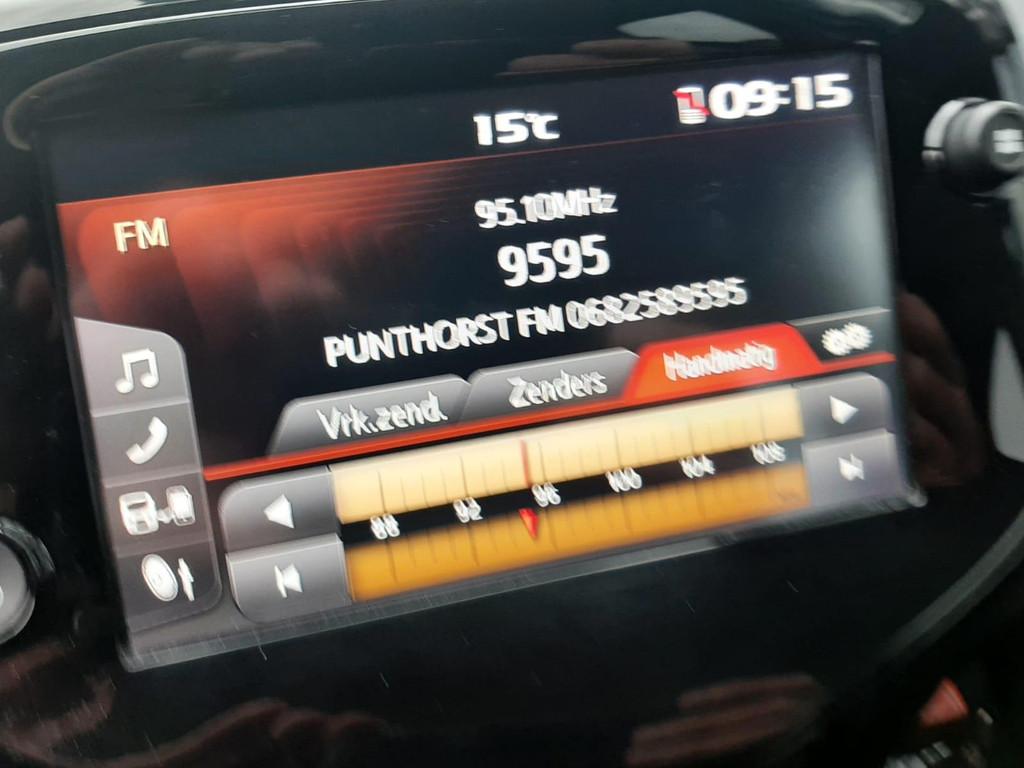 15°C
09:15
FM
95.10MHz
9595
PUNTHORST FM 0682589595
Vrk.zend.
Zenders
Handmatig
88 92 96 100 104 108